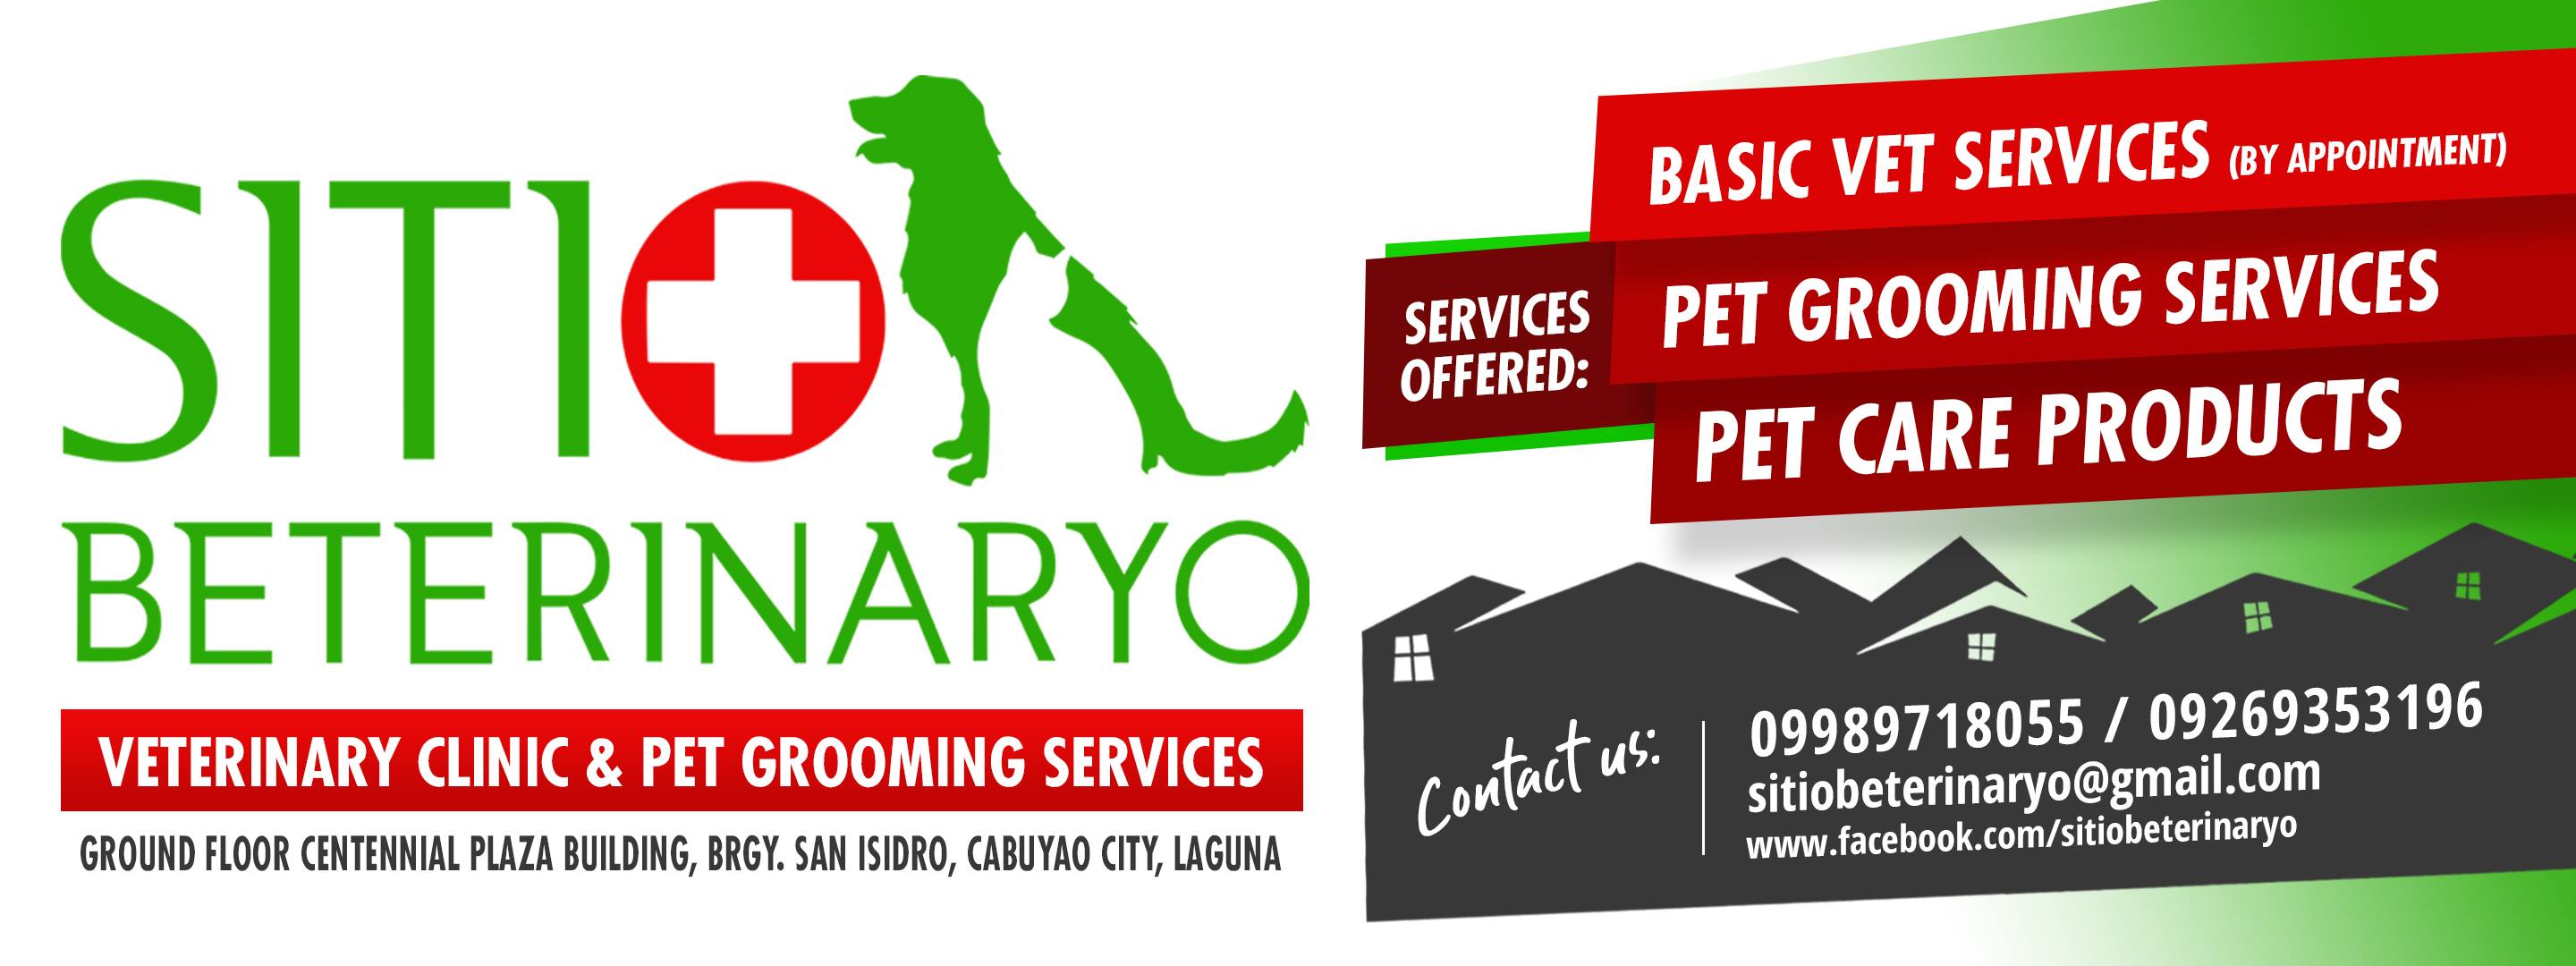 SITIO
BETERINARYO
VETERINARY CLINIC & PET GROOMING SERVICES
GROUND FLOOR CENTENNIAL PLAZA BUILDING, BRGY. SAN ISIDRO, CABUYAO CITY, LAGUNA
SERVICES
OFFERED:
BASIC VET SERVICES (BY APPOINTMENT)
PET GROOMING SERVICES
PET CARE PRODUCTS
Contact us:
09989718055 / 09269353196
sitiobeterinaryo@gmail.com
www.facebook.com/sitiobeterinaryo